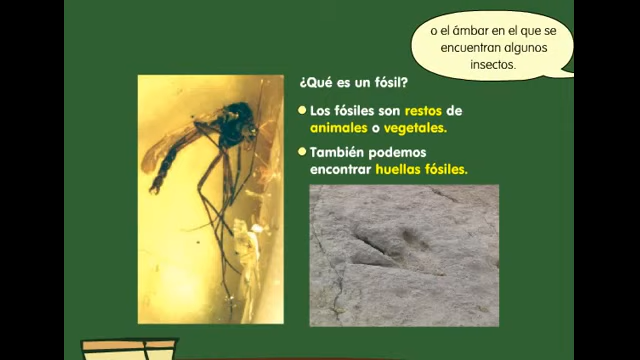 o el ámbar en el que se
encuentran algunos
insectos.
¿Qué es un fósil?
Los fósiles son restos de
animales o vegetales.
También podemos
encontrar huellas fósiles.